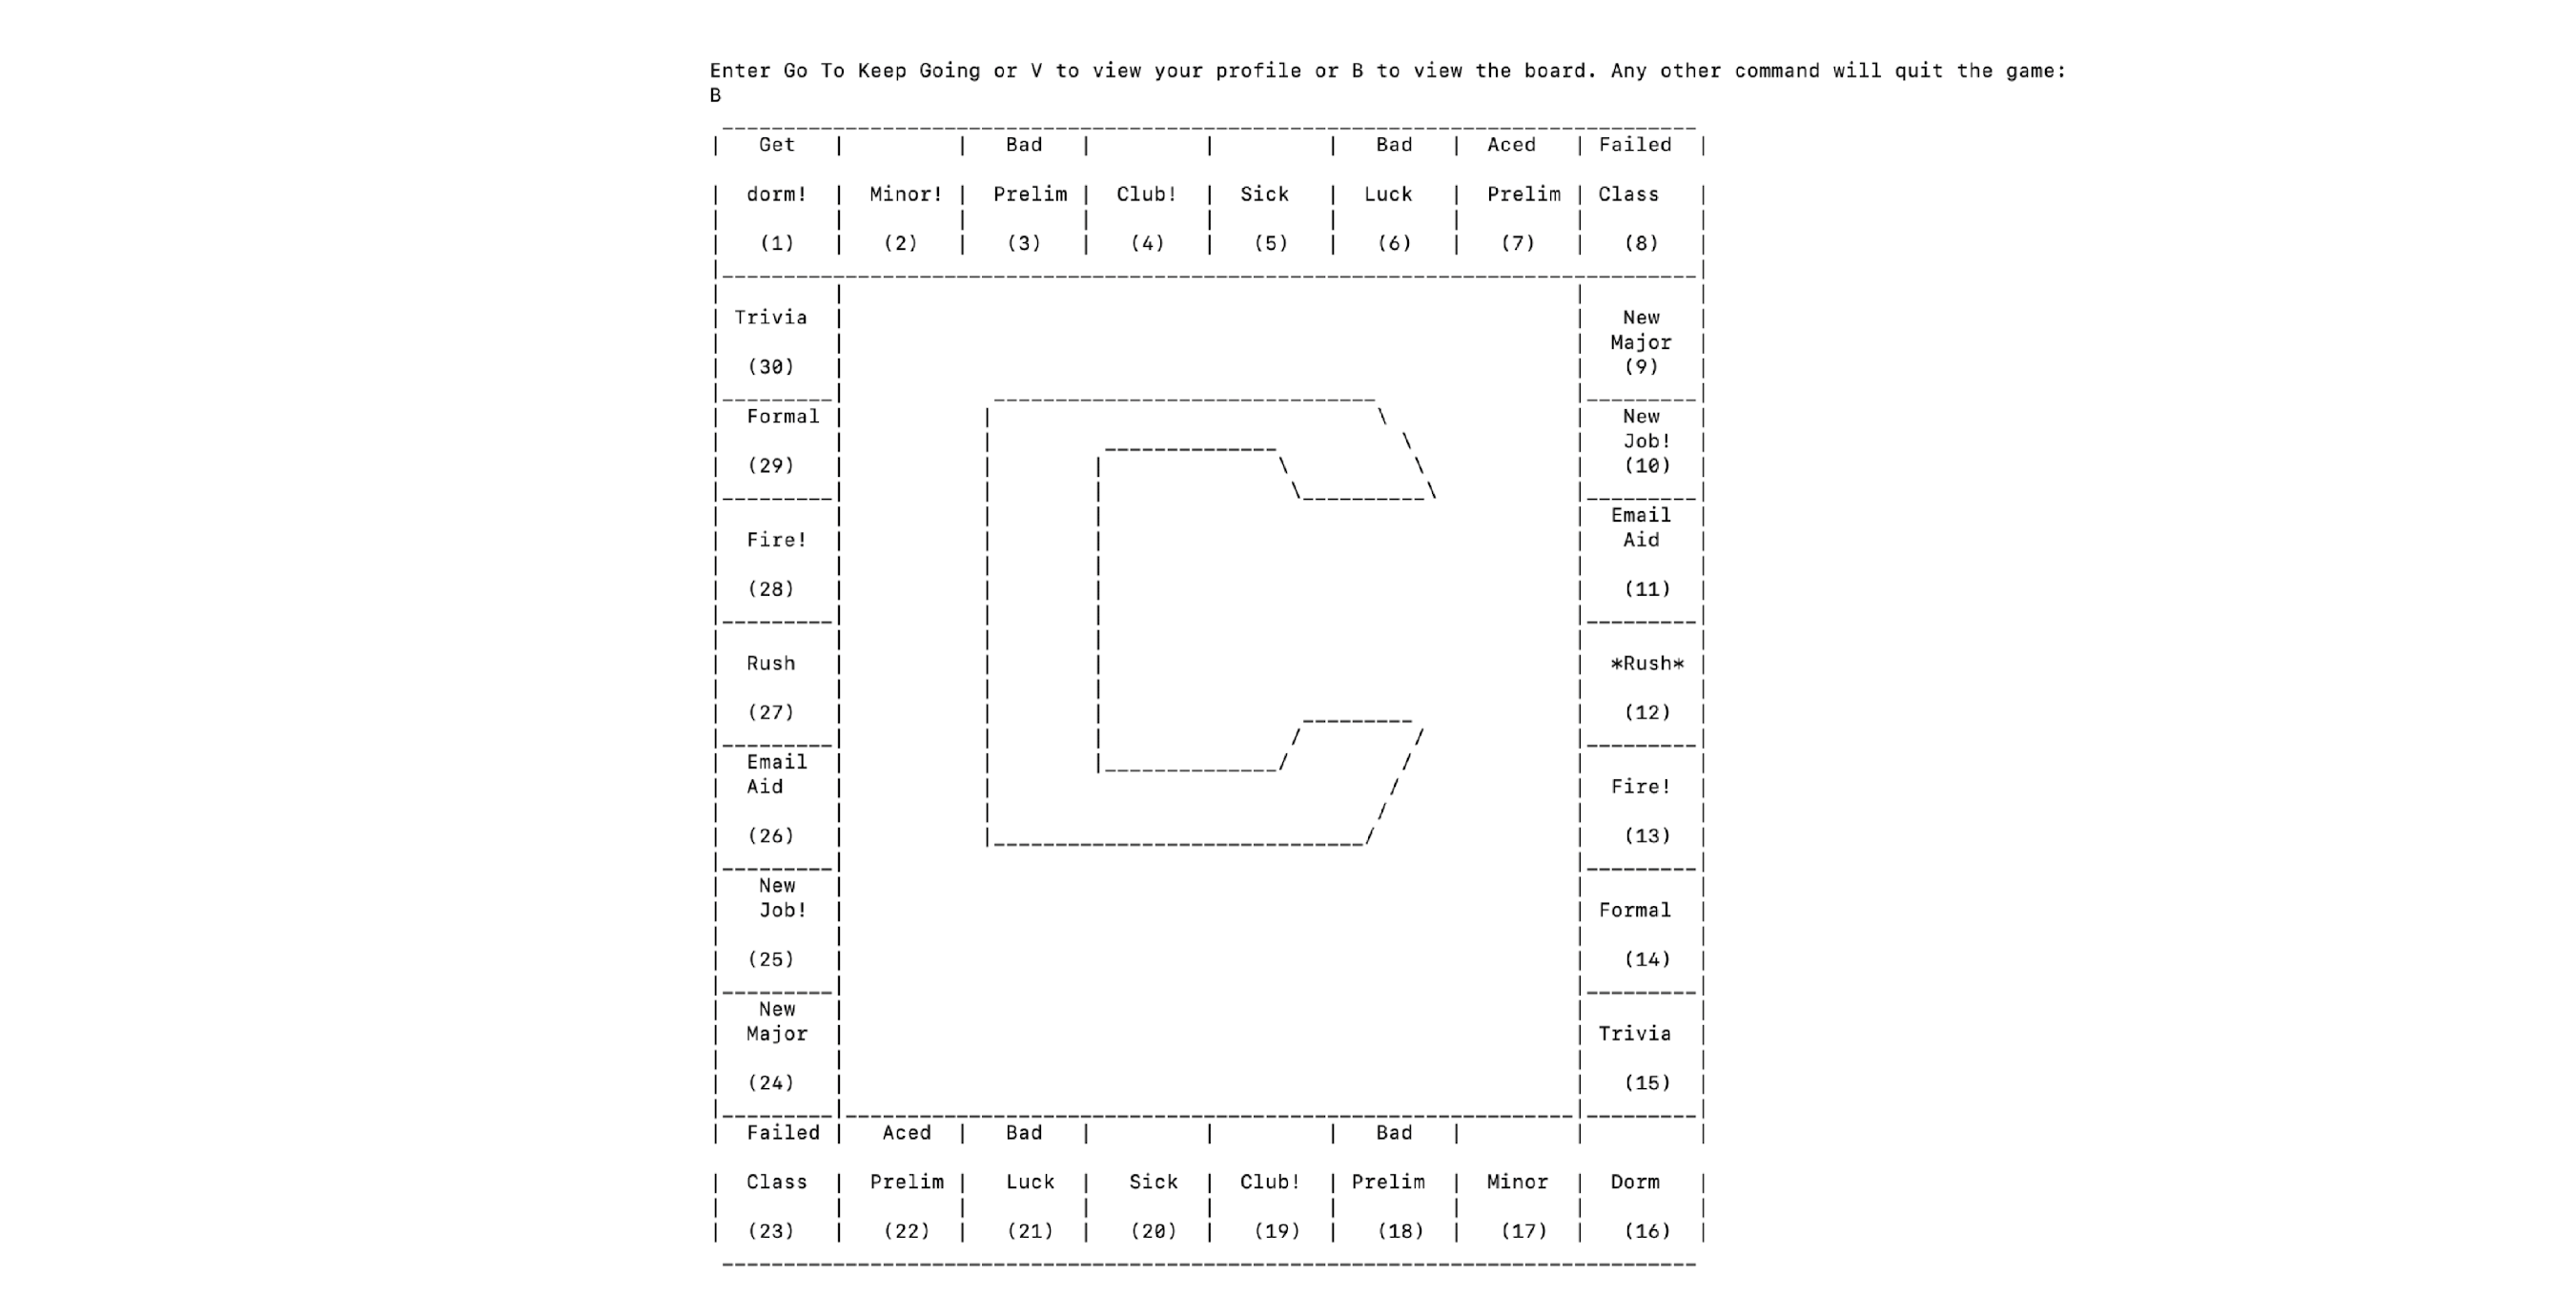 Enter Go To Keep Going or V to view your profile or B to view the board. Any other command will quit the game:
B
Get Bad Bad Aced Failed
dorm! Minor! Prelim Club! Sick Luck Prelim Class
(1) (2) (3) (4) (5) (6) (7) (8)
Trivia New
Major
(30) (9)
Formal New
Job!
(29) (10)
Email
Fire! Aid
(28) (11)
Rush *Rush*
(27) (12)
Email
Aid Fire!
(26) (13)
New
Job! Formal
(25) (14)
New
Major Trivia
(24) (15)
Failed Aced Bad Bad
Class Prelim Luck Sick Club! Prelim Minor Dorm
(23) (22) (21) (20) (19) (18) (17) (16)